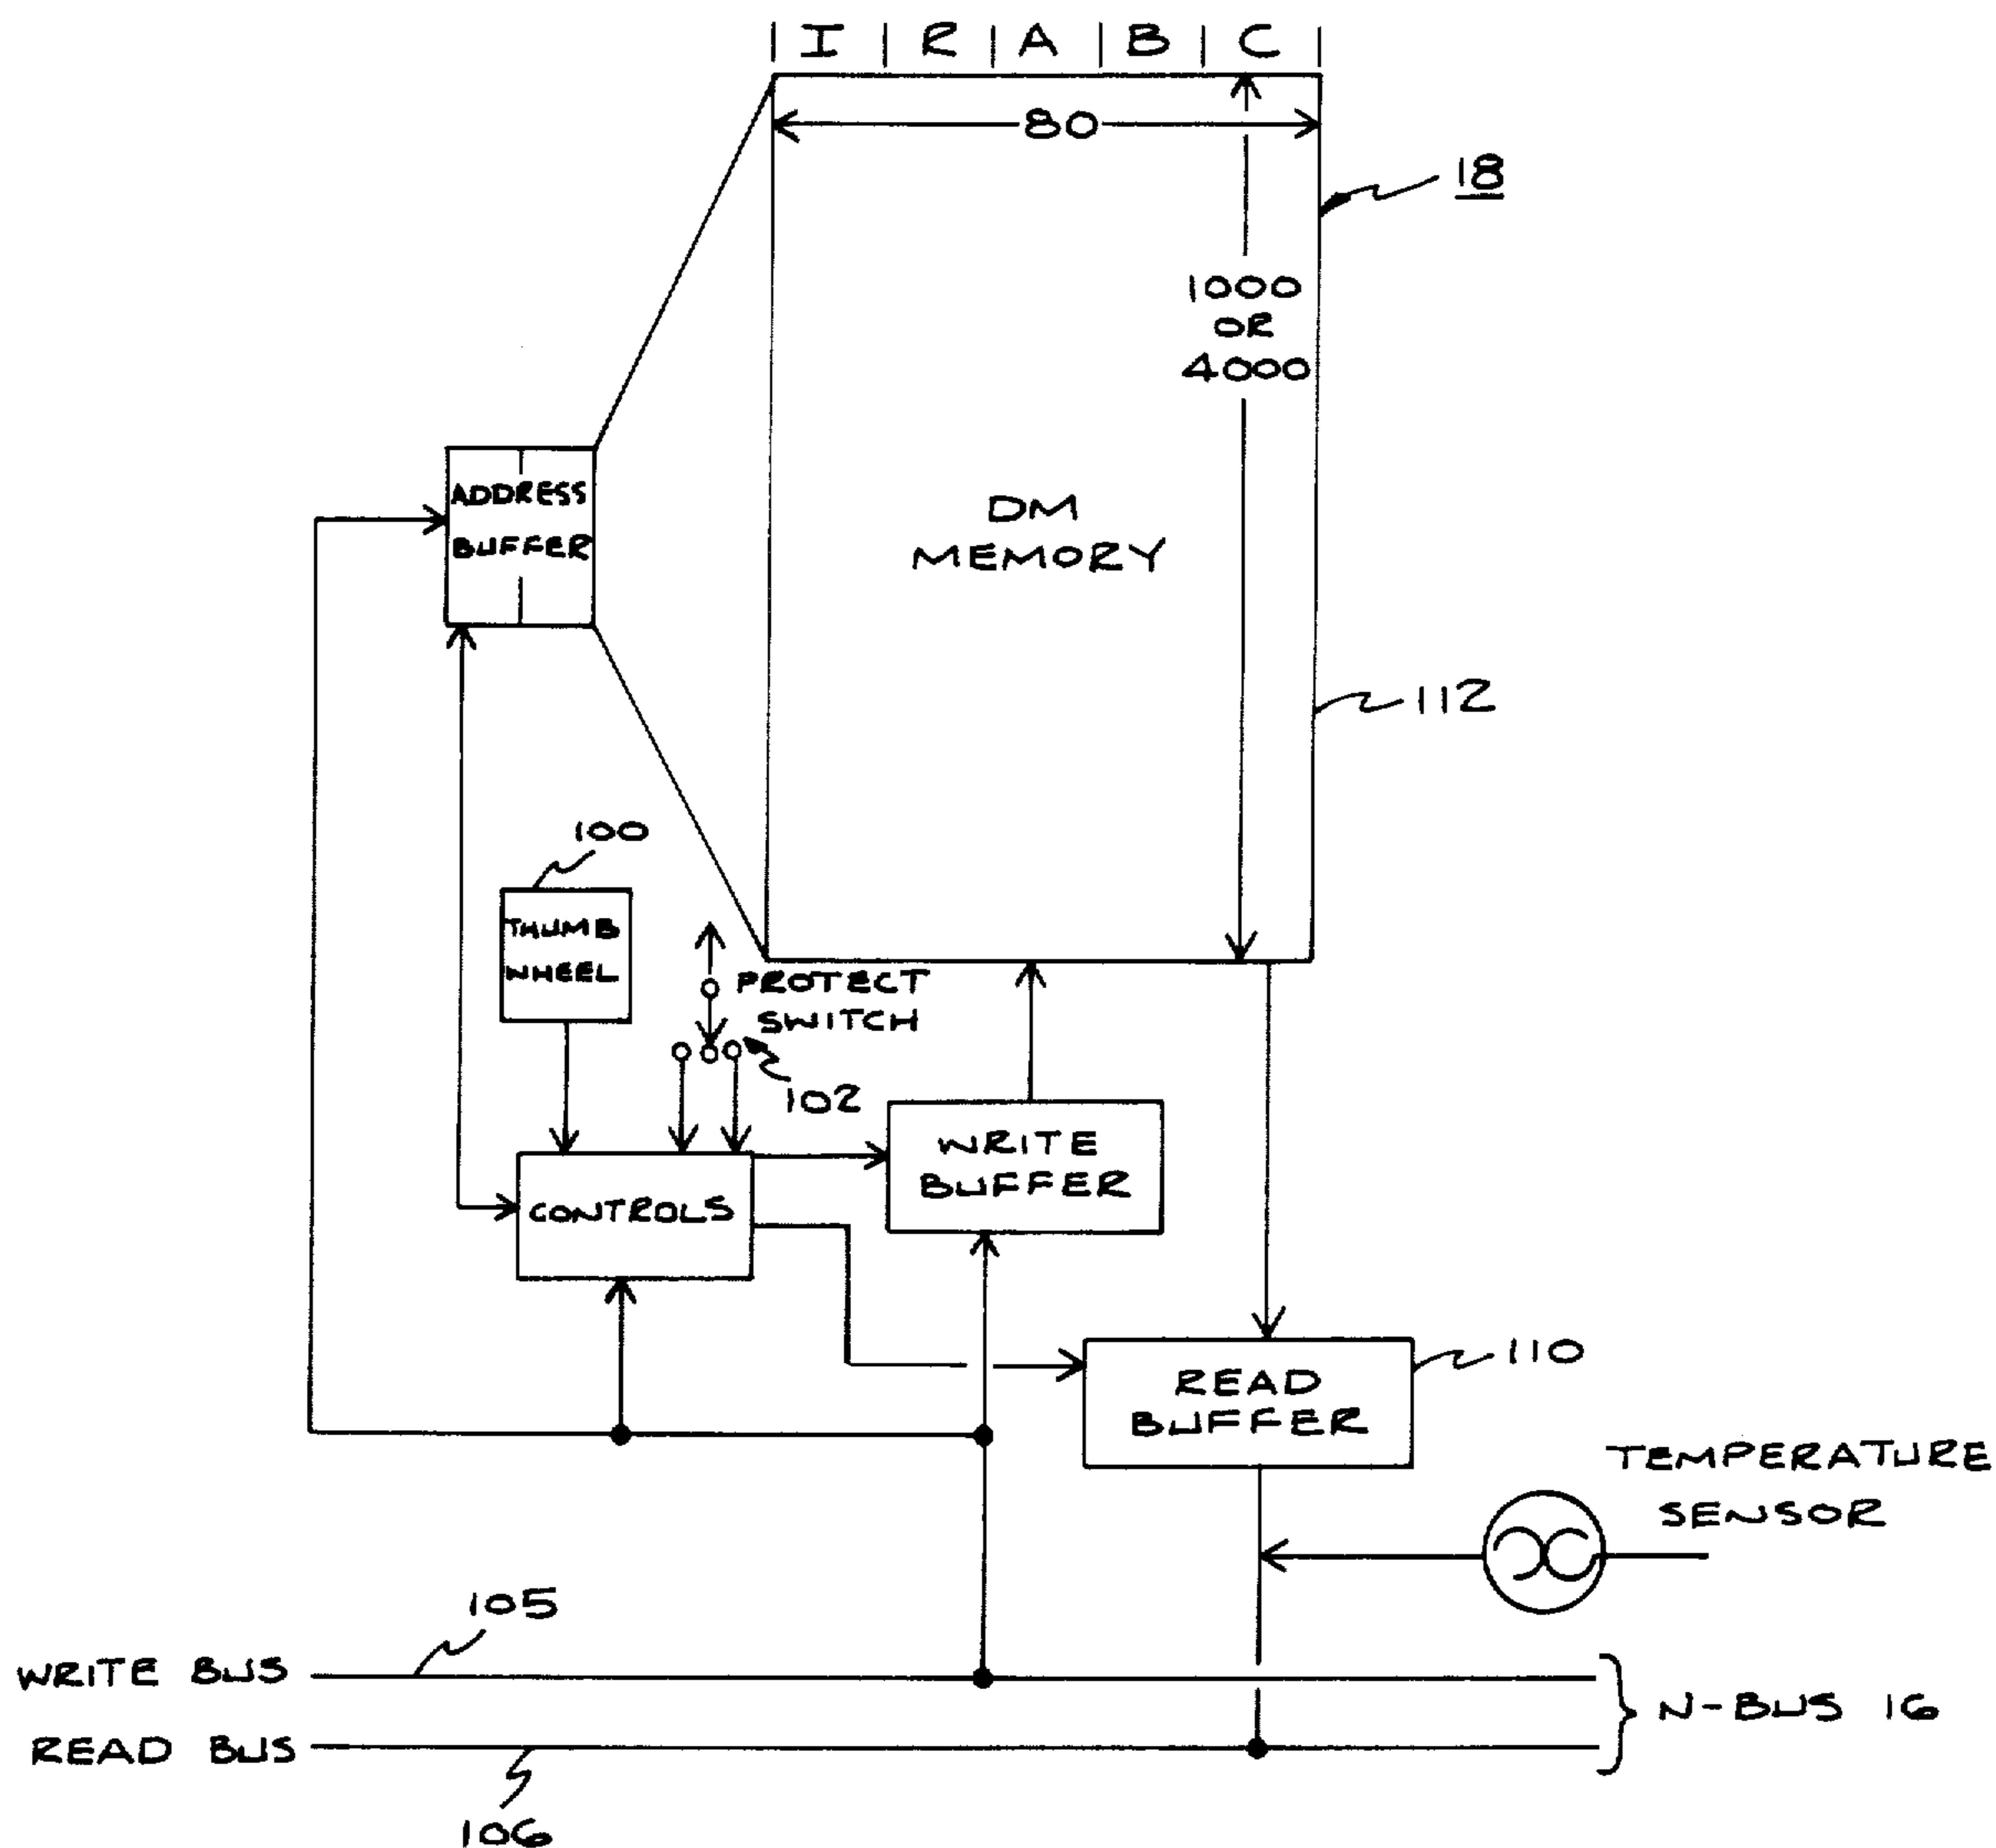 I R A B C
80
18
1000
OR
4000
ADDRESS
BUFFER
DM
MEMORY
112
100
THUMB
WHEEL
PROTECT
SWITCH
102
WRITE
BUFFER
CONTROLS
110
READ
BUFFER
TEMPERATURE
SENSOR
105
WRITE BUS
N-BUS 16
READ BUS
106